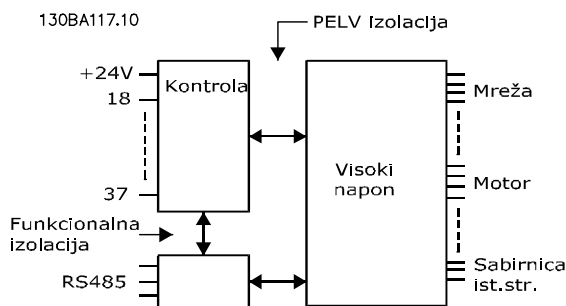 130BA117.10
PELV izolacija
+24V
Kontrola
18
Mreža
Visoki
napon
37
Motor
Funkcionalna
izolacija
RS485
Sabirnica
ist.str.